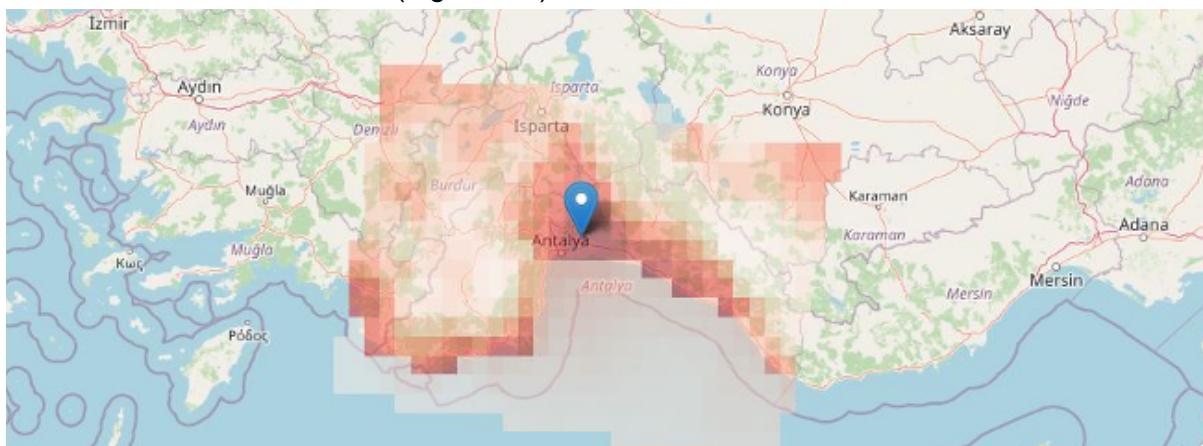 İzmir
Aksaray
Aydın
Isparta
Konya
Konya
Niğde
Aydın
Denizli
Isparta
Burdur
Adana
Muğla
Karaman
Antalya
Karaman
Adana
Muğla
Κως
Antalya
Mersin
Mersin
Ρόδος